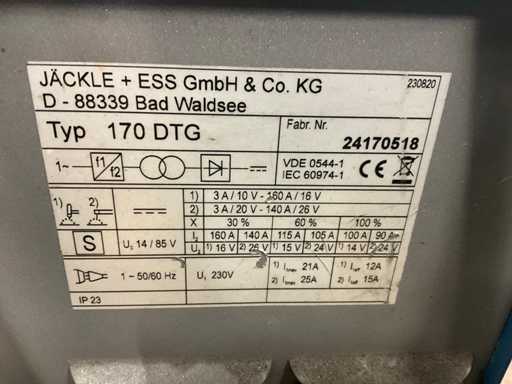 JÄCKLE + ESS GmbH & Co. KG 230820
D - 88339 Bad Waldsee
Typ 170 DTG Fabr. Nr. 24170518
1~ f1 f2 VDE 0544-1 IEC 60974-1 CE
1) 2) 1) 3 A / 10 V - 160 A / 16 V
2) 3 A / 20 V - 140 A / 26 V
X 30 % 60 % 100 %
S U₀ 14 / 85 V I₂ 160 A 140 A 115 A 105 A 100 A 90 A
U₂ 1) 16 V 2) 26 V 1) 15 V 2) 24 V 1) 14 V 2) 24 V
1 ~ 50/60 Hz U₁ 230V 1) I1max 21A 1) I1eff 12A
2) I1max 25A 2) I1eff 15A
IP 23